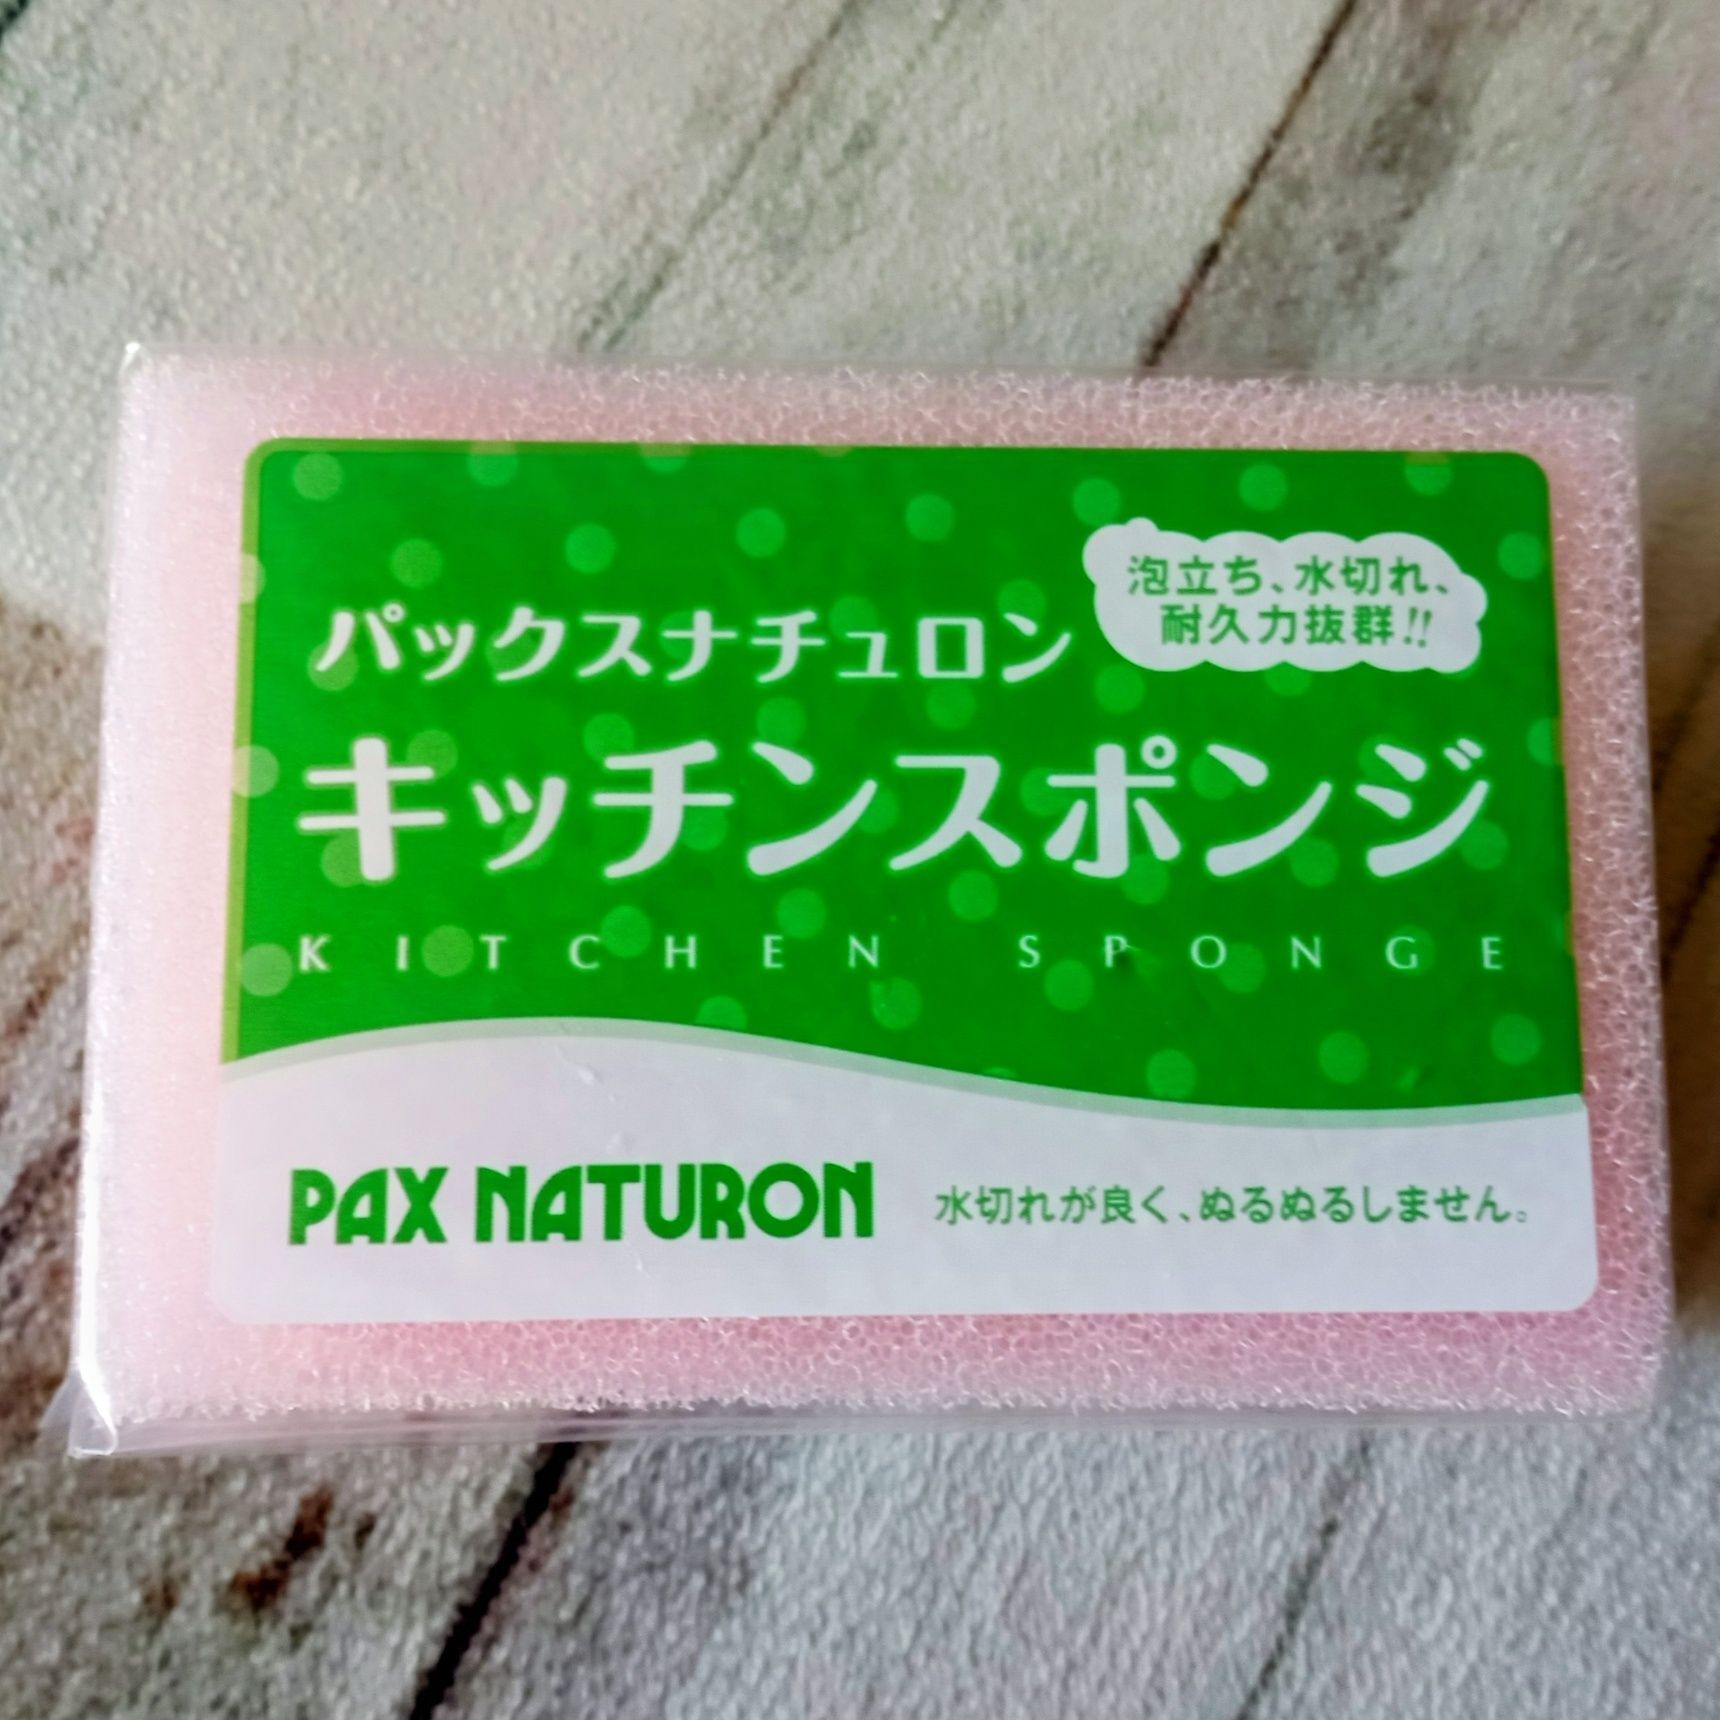 泡立ち、水切れ、
耐久力抜群!!
パックスナチュロン
キッチンスポンジ
KITCHEN SPONGE
PAX NATURON
水切れが良く、ぬるぬるしません。